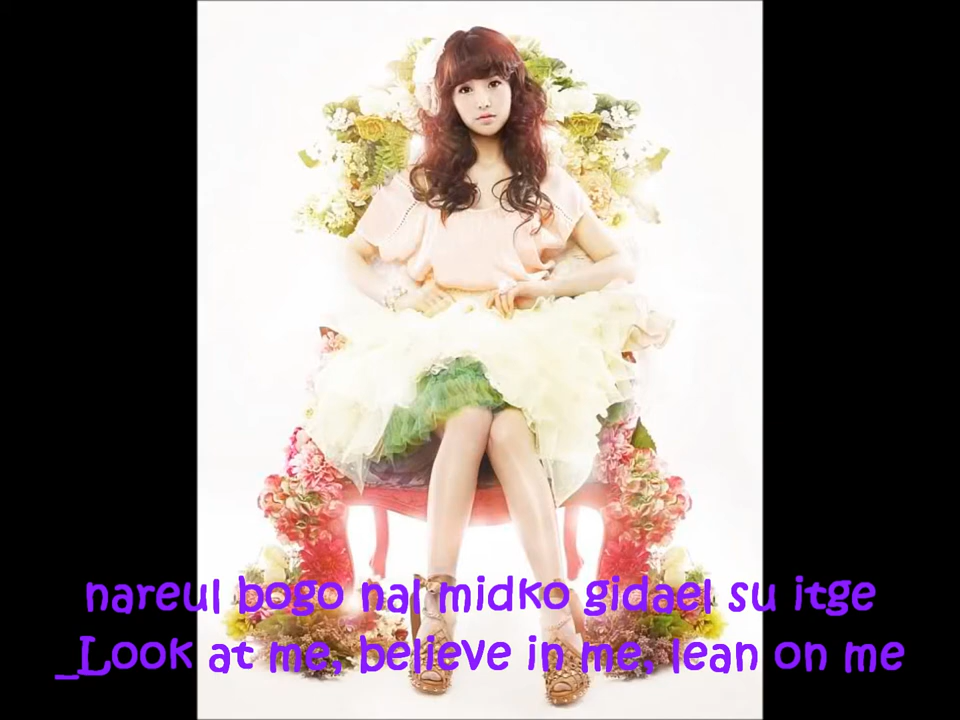 nareul bogo nal midko gidael su itge
_Look at me, believe in me, lean on me